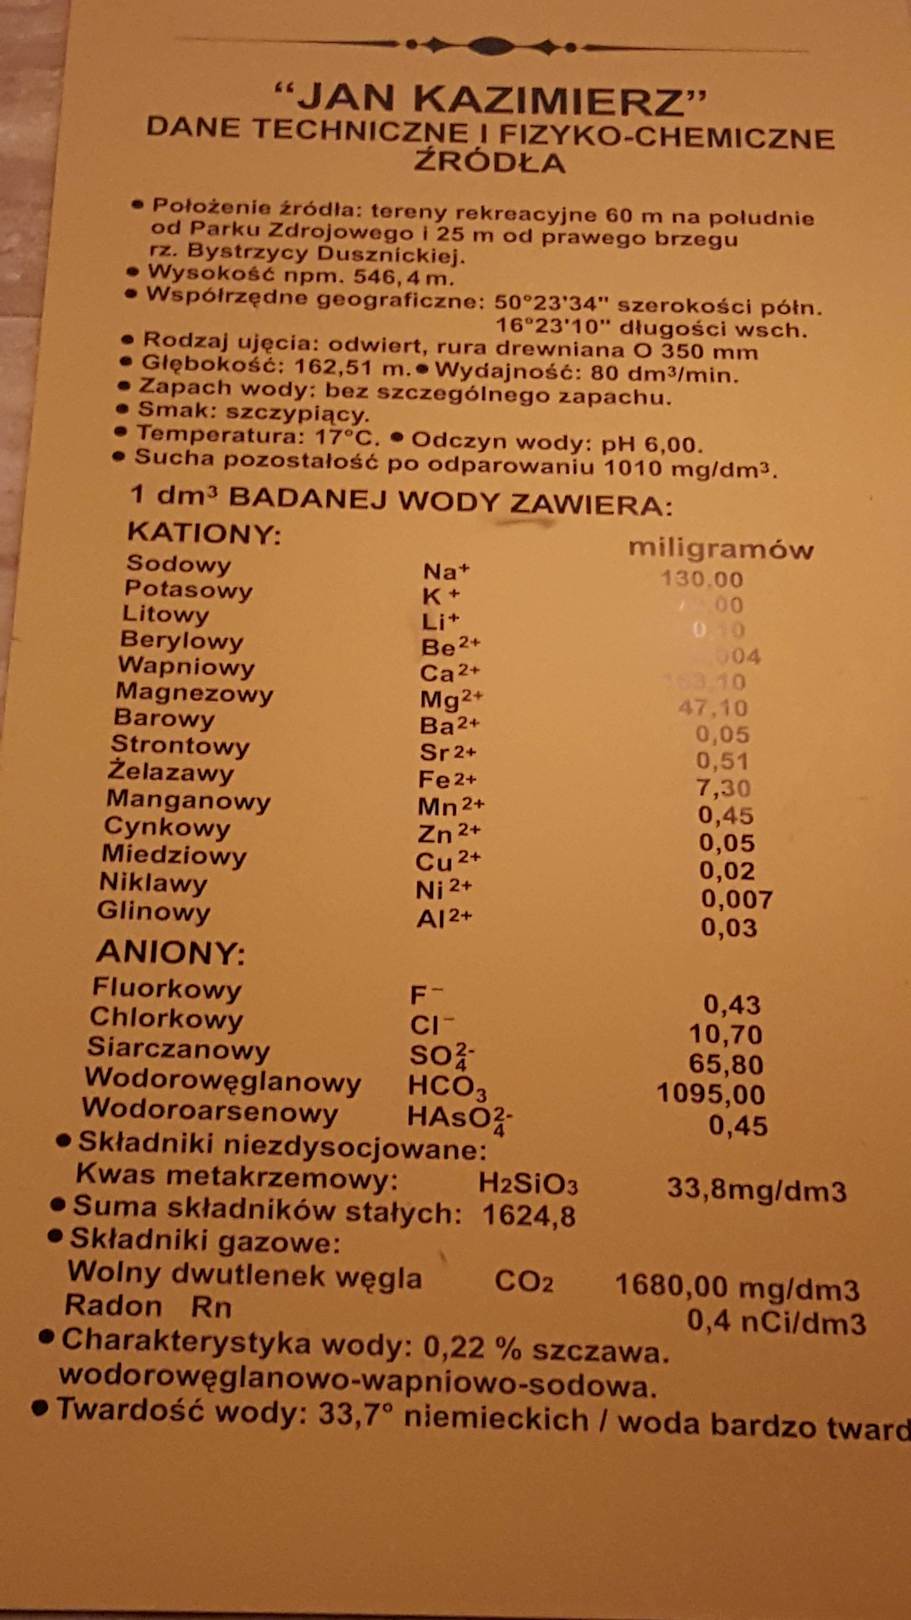 “JAN KAZIMIERZ”
DANE TECHNICZNE I FIZYKO-CHEMICZNE
ŹRÓDŁA
• Położenie źródła: tereny rekreacyjne 60 m na południe
od Parku Zdrojowego i 25 m od prawego brzegu
rz. Bystrzycy Dusznickiej.
• Wysokość npm. 546,4 m.
• Współrzędne geograficzne: 50°23'34" szerokości półn.
16°23'10" długości wsch.
• Rodzaj ujęcia: odwiert, rura drewniana O 350 mm
• Głębokość: 162,51 m. • Wydajność: 80 dm³/min.
• Zapach wody: bez szczególnego zapachu.
• Smak: szczypiący.
• Temperatura: 17°C. • Odczyn wody: pH 6,00.
• Sucha pozostałość po odparowaniu 1010 mg/dm³.
1 dm³ BADANEJ WODY ZAWIERA:
KATIONY: miligramów
Sodowy Na⁺ 130,00
Potasowy K⁺
Litowy Li⁺
Berylowy Be²⁺
Wapniowy Ca²⁺
Magnezowy Mg²⁺ 47,10
Barowy Ba²⁺ 0,05
Strontowy Sr²⁺ 0,51
Żelazawy Fe²⁺ 7,30
Manganowy Mn²⁺ 0,45
Cynkowy Zn²⁺ 0,05
Miedziowy Cu²⁺ 0,02
Niklawy Ni²⁺ 0,007
Glinowy Al²⁺ 0,03
ANIONY:
Fluorkowy F⁻ 0,43
Chlorkowy Cl⁻ 10,70
Siarczanowy SO₄²⁻ 65,80
Wodorowęglanowy HCO₃ 1095,00
Wodoroarsenowy HAsO₄²⁻ 0,45
• Składniki niezdysocjowane:
Kwas metakrzemowy: H2SiO3 33,8mg/dm3
• Suma składników stałych: 1624,8
• Składniki gazowe:
Wolny dwutlenek węgla CO₂ 1680,00 mg/dm3
Radon Rn 0,4 nCi/dm3
• Charakterystyka wody: 0,22 % szczawa.
wodorowęglanowo-wapniowo-sodowa.
• Twardość wody: 33,7° niemieckich / woda bardzo tward